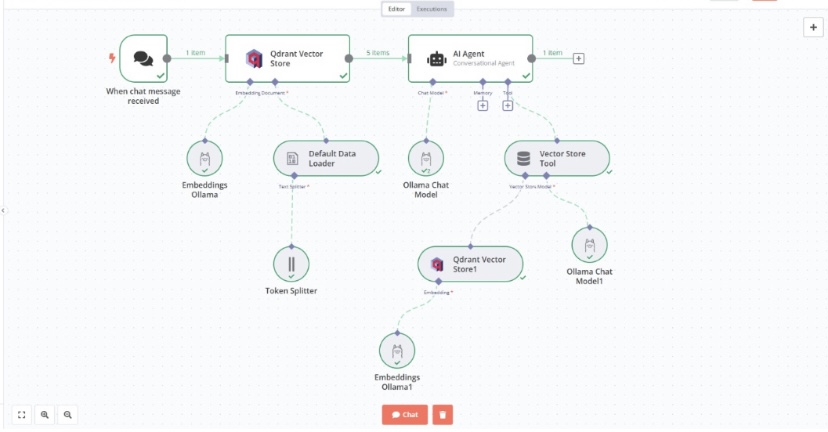 Editor
Executions
1 item
5 items
1 item
Qdrant Vector
Store
AI Agent
Conversational Agent
When chat message
received
Embedding *
Document *
Chat Model *
Memory
Tool
Embeddings
Ollama
Default Data
Loader
Ollama Chat
Model
Vector Store
Tool
Text Splitter *
Vector Store *
Model *
Token Splitter
Qdrant Vector
Store1
Ollama Chat
Model1
Embedding *
Embeddings
Ollama1
Chat